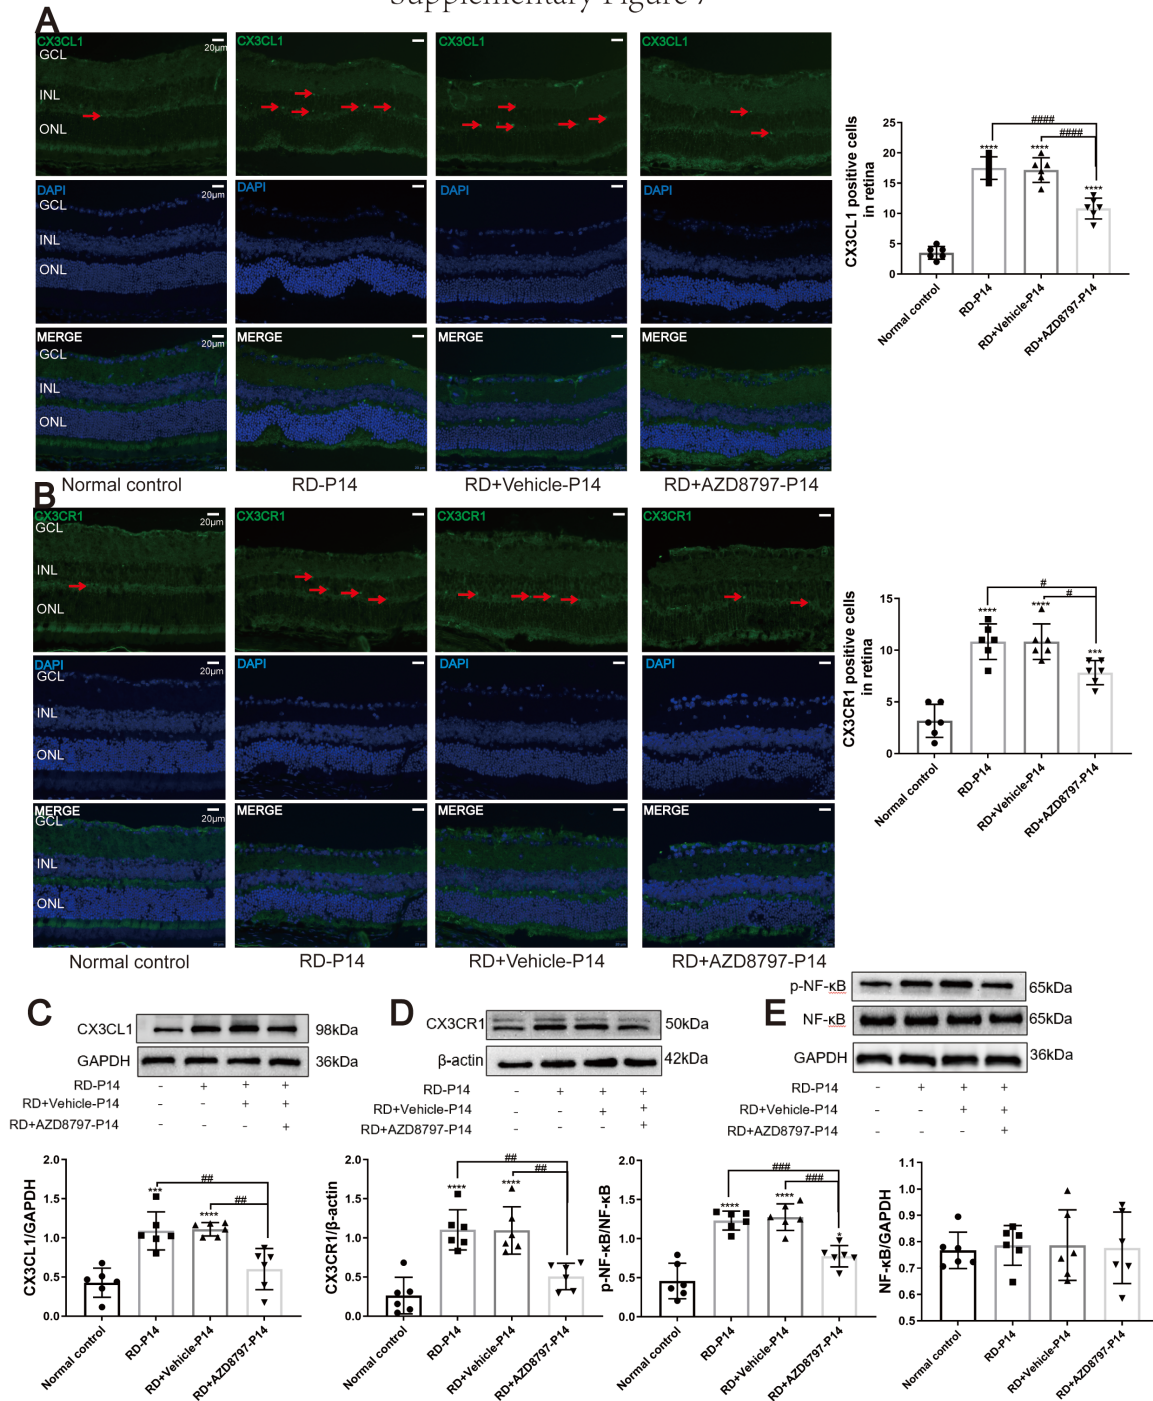 Supplementary Figure 7
A
CX3CL1 GCL INL ONL 20μm
CX3CL1
CX3CL1
CX3CL1
DAPI GCL INL ONL 20μm
DAPI
DAPI
DAPI
MERGE GCL INL ONL 20μm
MERGE
MERGE
MERGE
Normal control RD-P14 RD+Vehicle-P14 RD+AZD8797-P14
CX3CL1 positive cells
in retina
25
20
15
10
5
0
**** **** ****
####
####
Normal control RD-P14 RD+Vehicle-P14 RD+AZD8797-P14
B
CX3CR1 GCL INL ONL 20μm
CX3CR1
CX3CR1
CX3CR1
DAPI GCL INL ONL 20μm
DAPI
DAPI
DAPI
MERGE GCL INL ONL 20μm
MERGE
MERGE
MERGE
Normal control RD-P14 RD+Vehicle-P14 RD+AZD8797-P14
CX3CR1 positive cells
in retina
15
10
5
0
**** **** ***
#
#
Normal control RD-P14 RD+Vehicle-P14 RD+AZD8797-P14
C
CX3CL1 98kDa
GAPDH 36kDa
RD-P14 - + + +
RD+Vehicle-P14 - - + +
RD+AZD8797-P14 - - - +
CX3CL1/GAPDH
2.0
1.5
1.0
0.5
0.0
*** ****
##
##
Normal control RD-P14 RD+Vehicle-P14 RD+AZD8797-P14
D
CX3CR1 50kDa
β-actin 42kDa
RD-P14 - + + +
RD+Vehicle-P14 - - + +
RD+AZD8797-P14 - - - +
CX3CR1/β-actin
2.0
1.5
1.0
0.5
0.0
**** ****
##
##
Normal control RD-P14 RD+Vehicle-P14 RD+AZD8797-P14
E
p-NF-κB 65kDa
NF-κB 65kDa
GAPDH 36kDa
RD-P14 - + + +
RD+Vehicle-P14 - - + +
RD+AZD8797-P14 - - - +
p-NF-κB/NF-κB
2.0
1.5
1.0
0.5
0.0
**** **** *
###
###
Normal control RD-P14 RD+Vehicle-P14 RD+AZD8797-P14
NF-κB/GAPDH
1.1
1.0
0.9
0.8
0.7
0.6
0.5
Normal control RD-P14 RD+Vehicle-P14 RD+AZD8797-P14